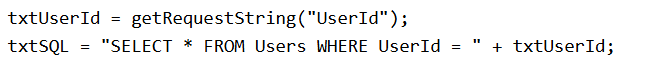 txtUserId = getRequestString("UserId");
txtSQL = "SELECT * FROM Users WHERE UserId = " + txtUserId;